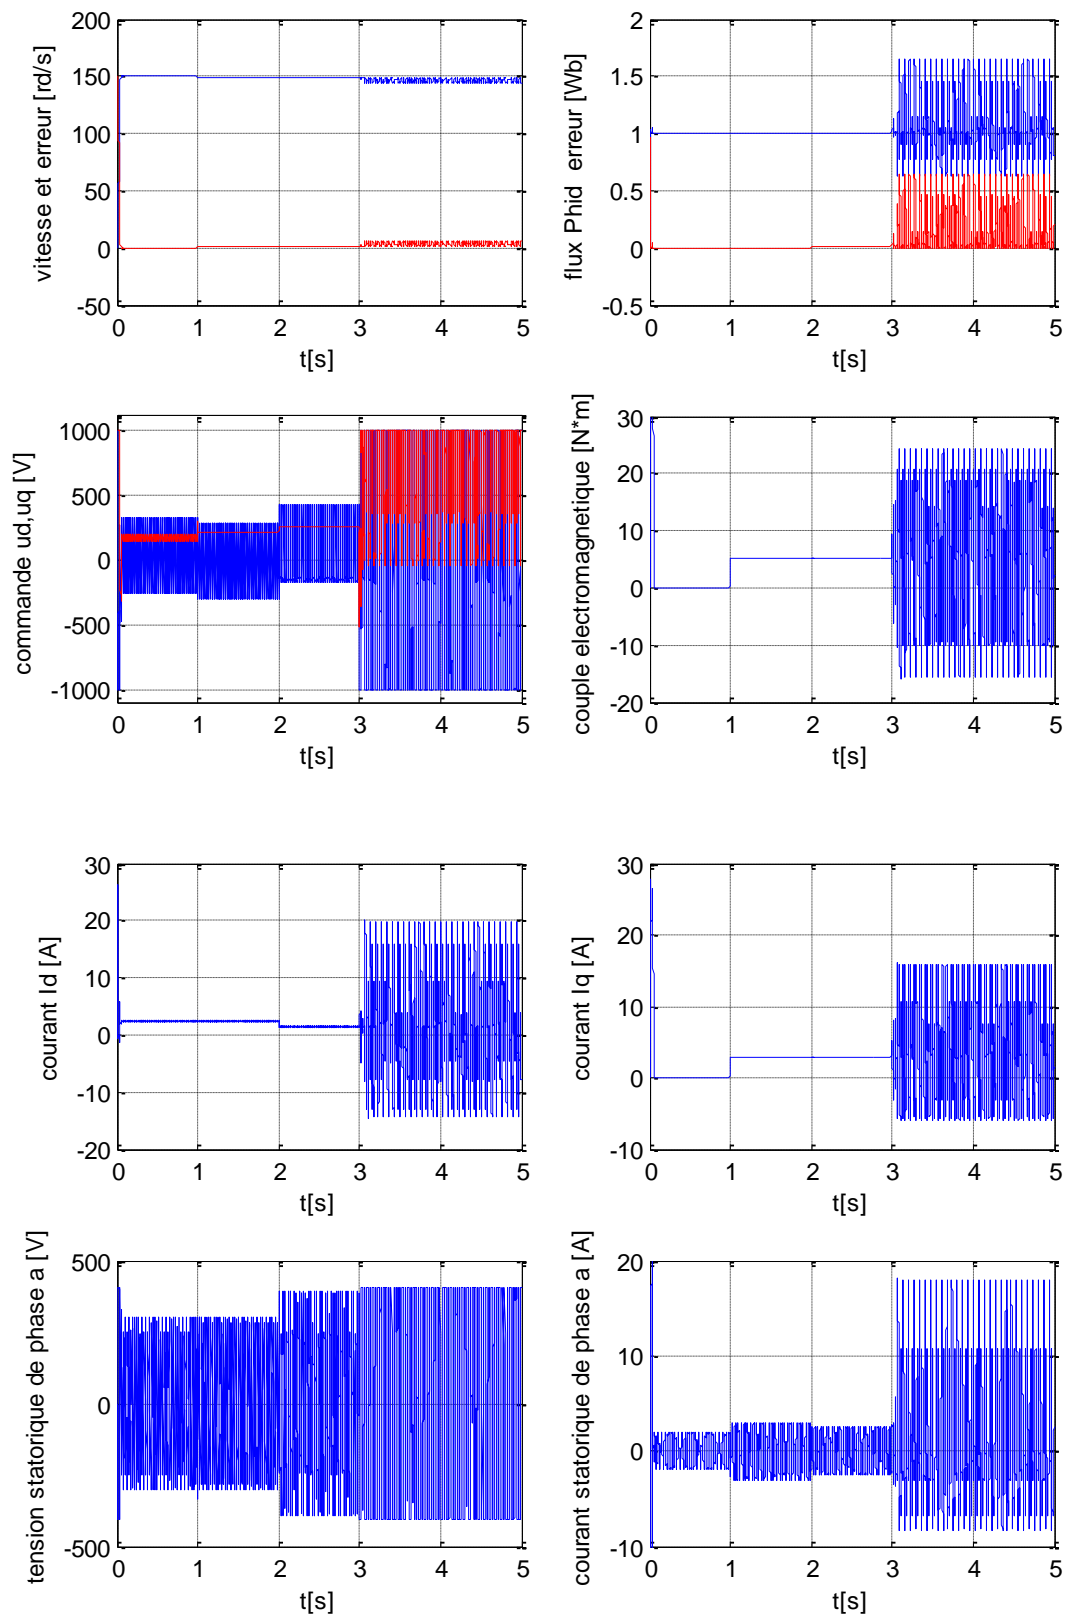 vitesse et erreur [rd/s]
200
150
100
50
0
-50
0 1 2 3 4 5
t[s]
flux Phid erreur [Wb]
2
1.5
1
0.5
0
-0.5
0 1 2 3 4 5
t[s]
commande ud,uq [V]
1000
500
0
-500
-1000
0 1 2 3 4 5
t[s]
couple electromagnetique [N*m]
30
20
10
0
-10
-20
0 1 2 3 4 5
t[s]
courant Id [A]
30
20
10
0
-10
-20
0 1 2 3 4 5
t[s]
courant Iq [A]
30
20
10
0
-10
0 1 2 3 4 5
t[s]
tension statorique de phase a [V]
500
0
-500
0 1 2 3 4 5
t[s]
courant statorique de phase a [A]
20
10
0
-10
0 1 2 3 4 5
t[s]